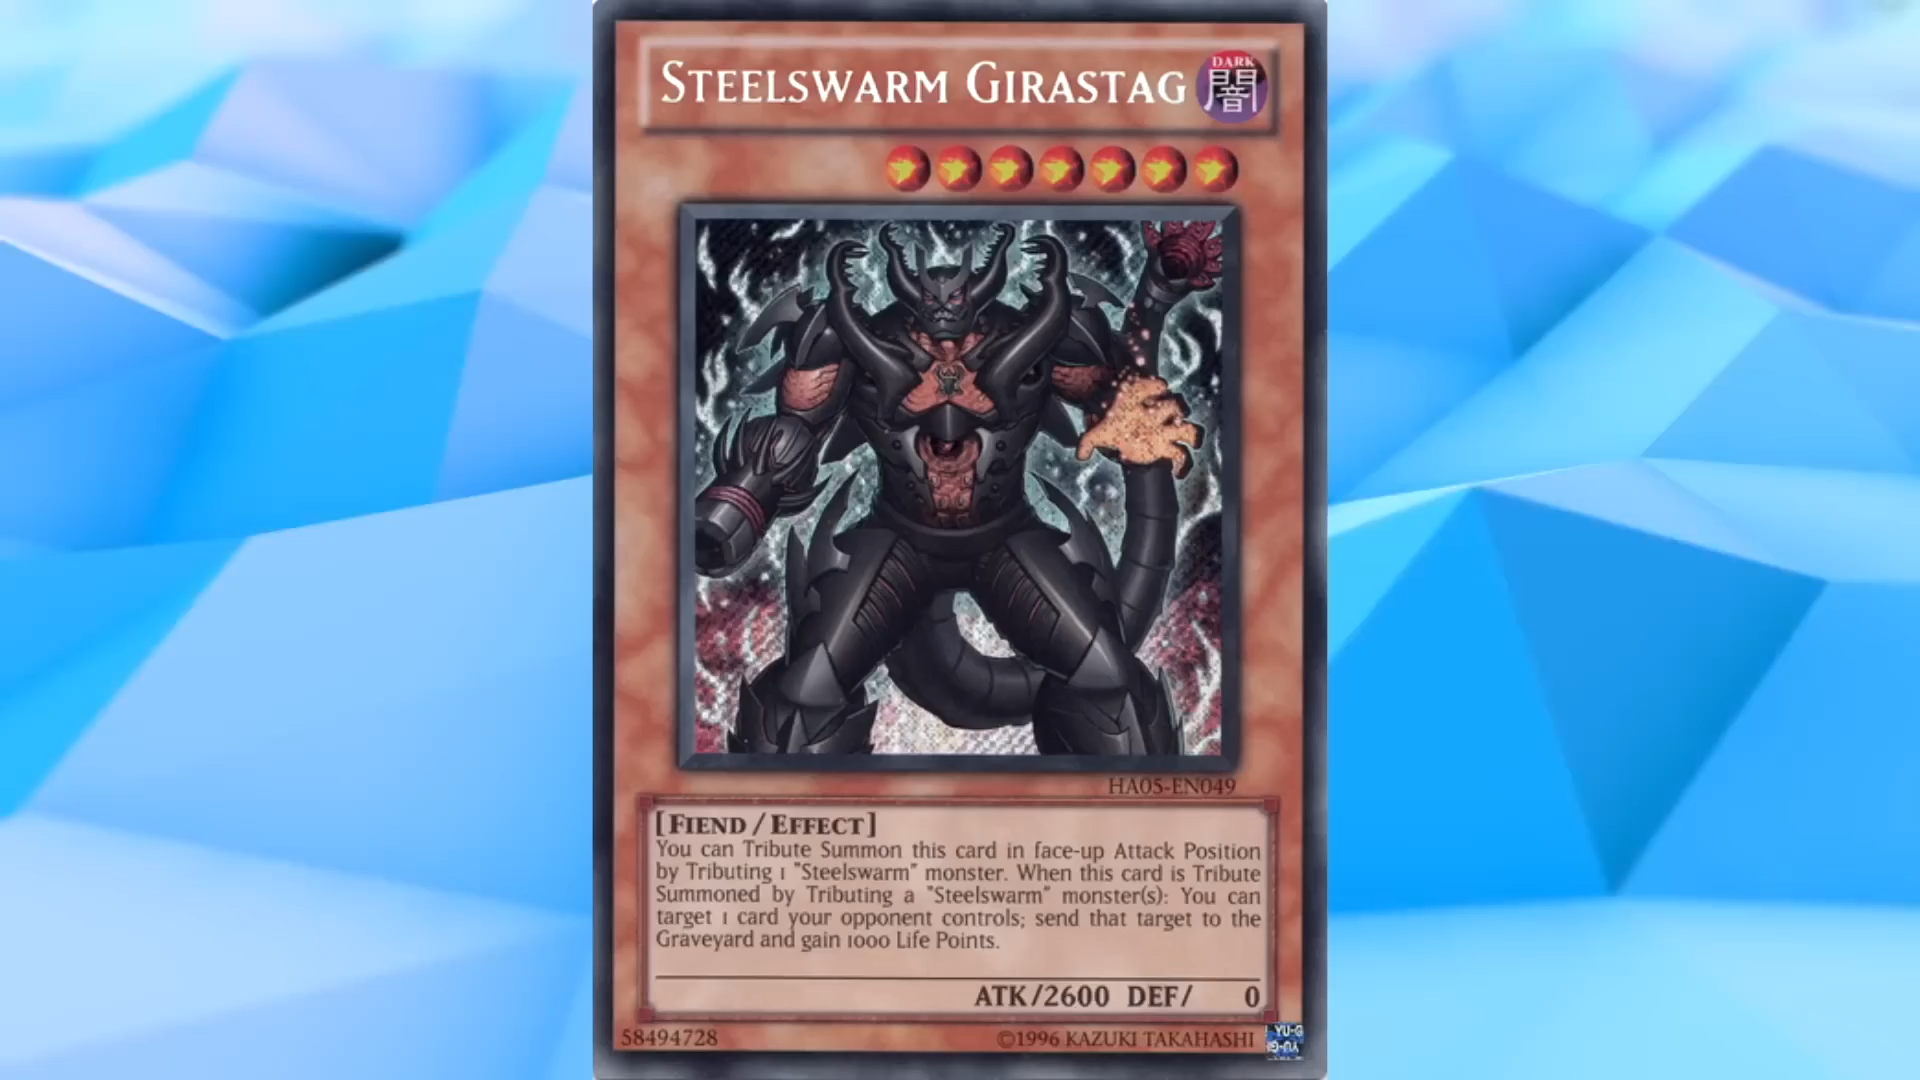 STEELSWARM GIRASTAG
DARK
闇
HA05-EN049
[FIEND / EFFECT]
You can Tribute Summon this card in face-up Attack Position
by Tributing 1 "Steelswarm" monster. When this card is Tribute
Summoned by Tributing a "Steelswarm" monster(s): You can
target 1 card your opponent controls; send that target to the
Graveyard and gain 1000 Life Points.
ATK/2600 DEF/ 0
58494728
©1996 KAZUKI TAKAHASHI